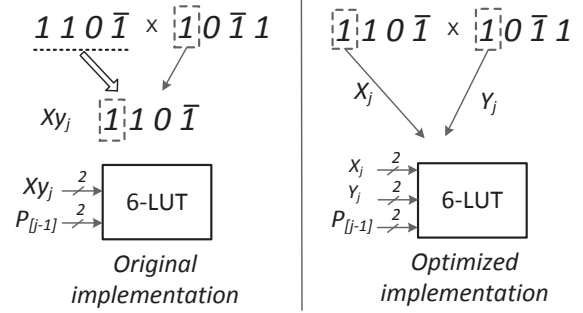 1 1 0 1̅ x 1 0 1̅ 1
Xyj 1 1 0 1̅
Xyj 2
P[j-1] 2
6-LUT
Original
implementation
1 1 0 1̅ x 1 0 1̅ 1
Xj Yj
Xj 2
Yj 2
P[j-1] 2
6-LUT
Optimized
implementation